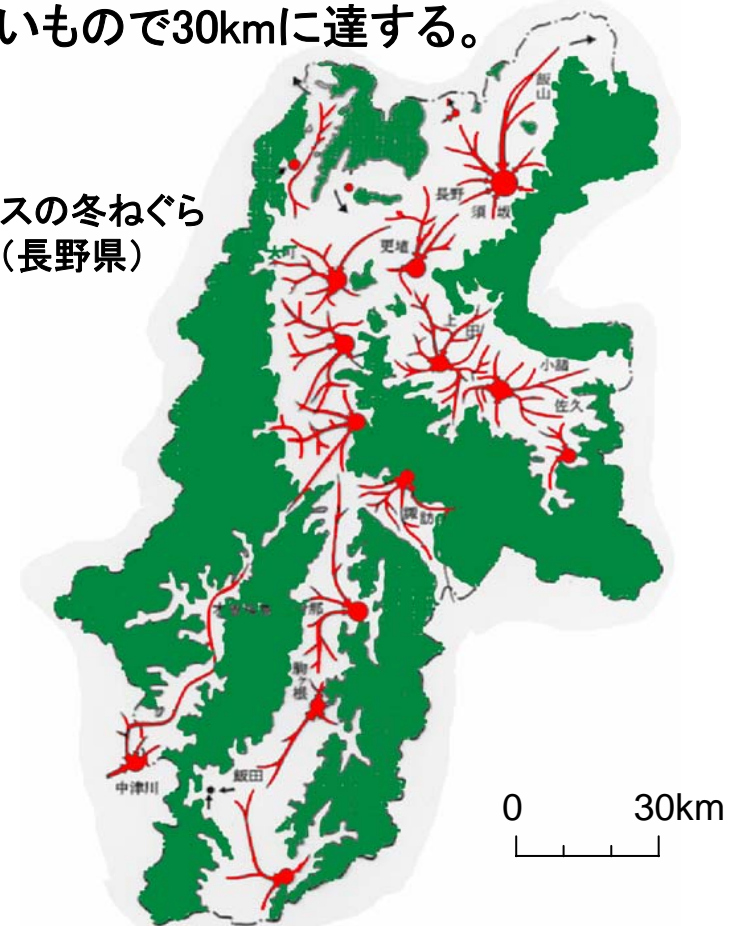 いもので30kmに達する。
スの冬ねぐら
（長野県）
飯山
長野
須坂
更埴
大町
上田
小諸
佐久
諏訪
那
駒ヶ根
飯田
中津川
0 30km